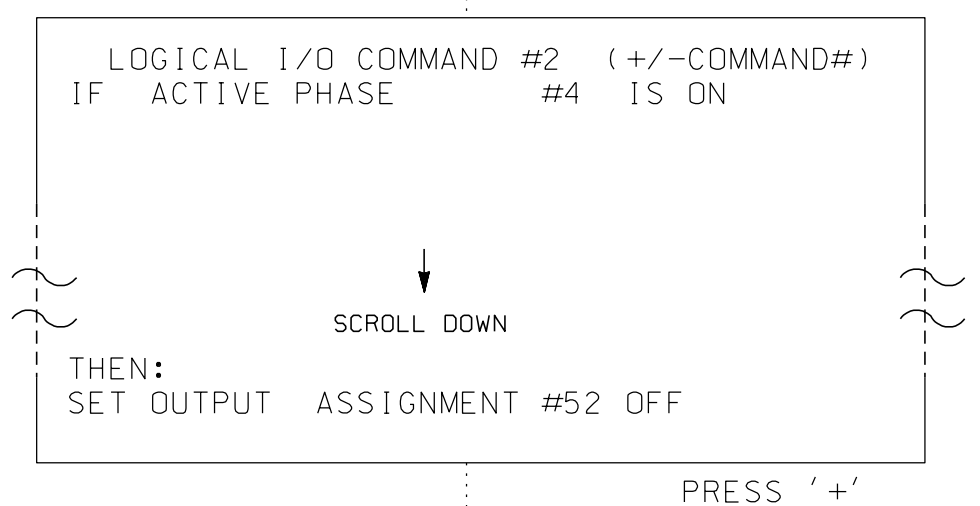 LOGICAL I/O COMMAND #2 (+/-COMMAND#)
IF ACTIVE PHASE #4 IS ON
SCROLL DOWN
THEN:
SET OUTPUT ASSIGNMENT #52 OFF
PRESS '+'